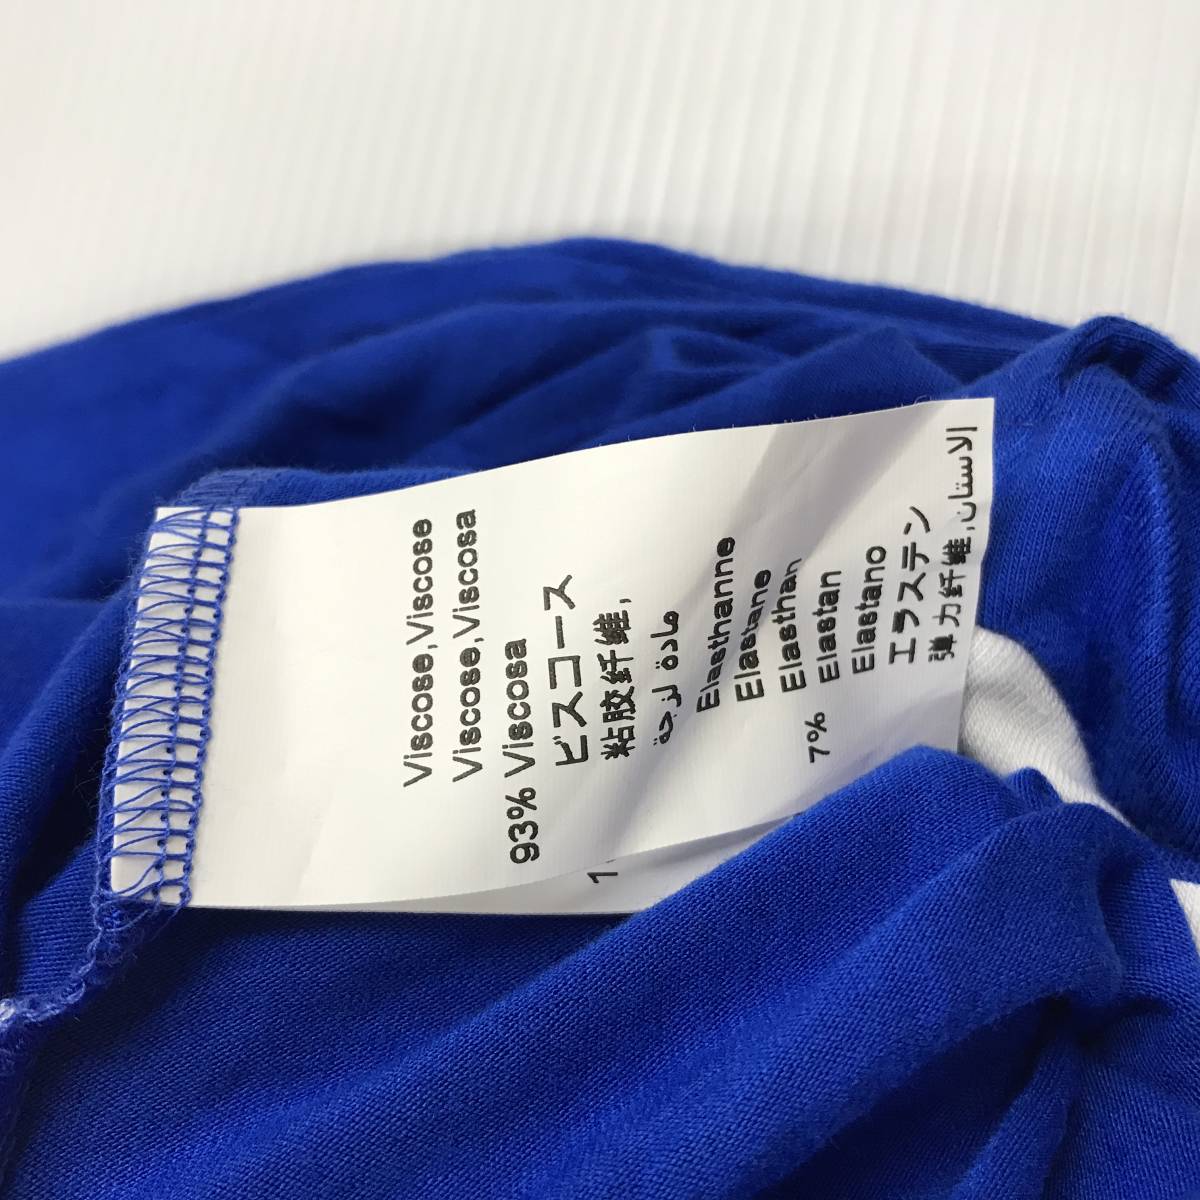 Viscose,Viscose
Viscose,Viscosa
93% Viscosa
ビスコース
粘胶纤维,
مادة لزجة
Elasthanne
Elastane
Elasthan
7% Elastan
Elastano
エラステン
弹力纤维,الاستان